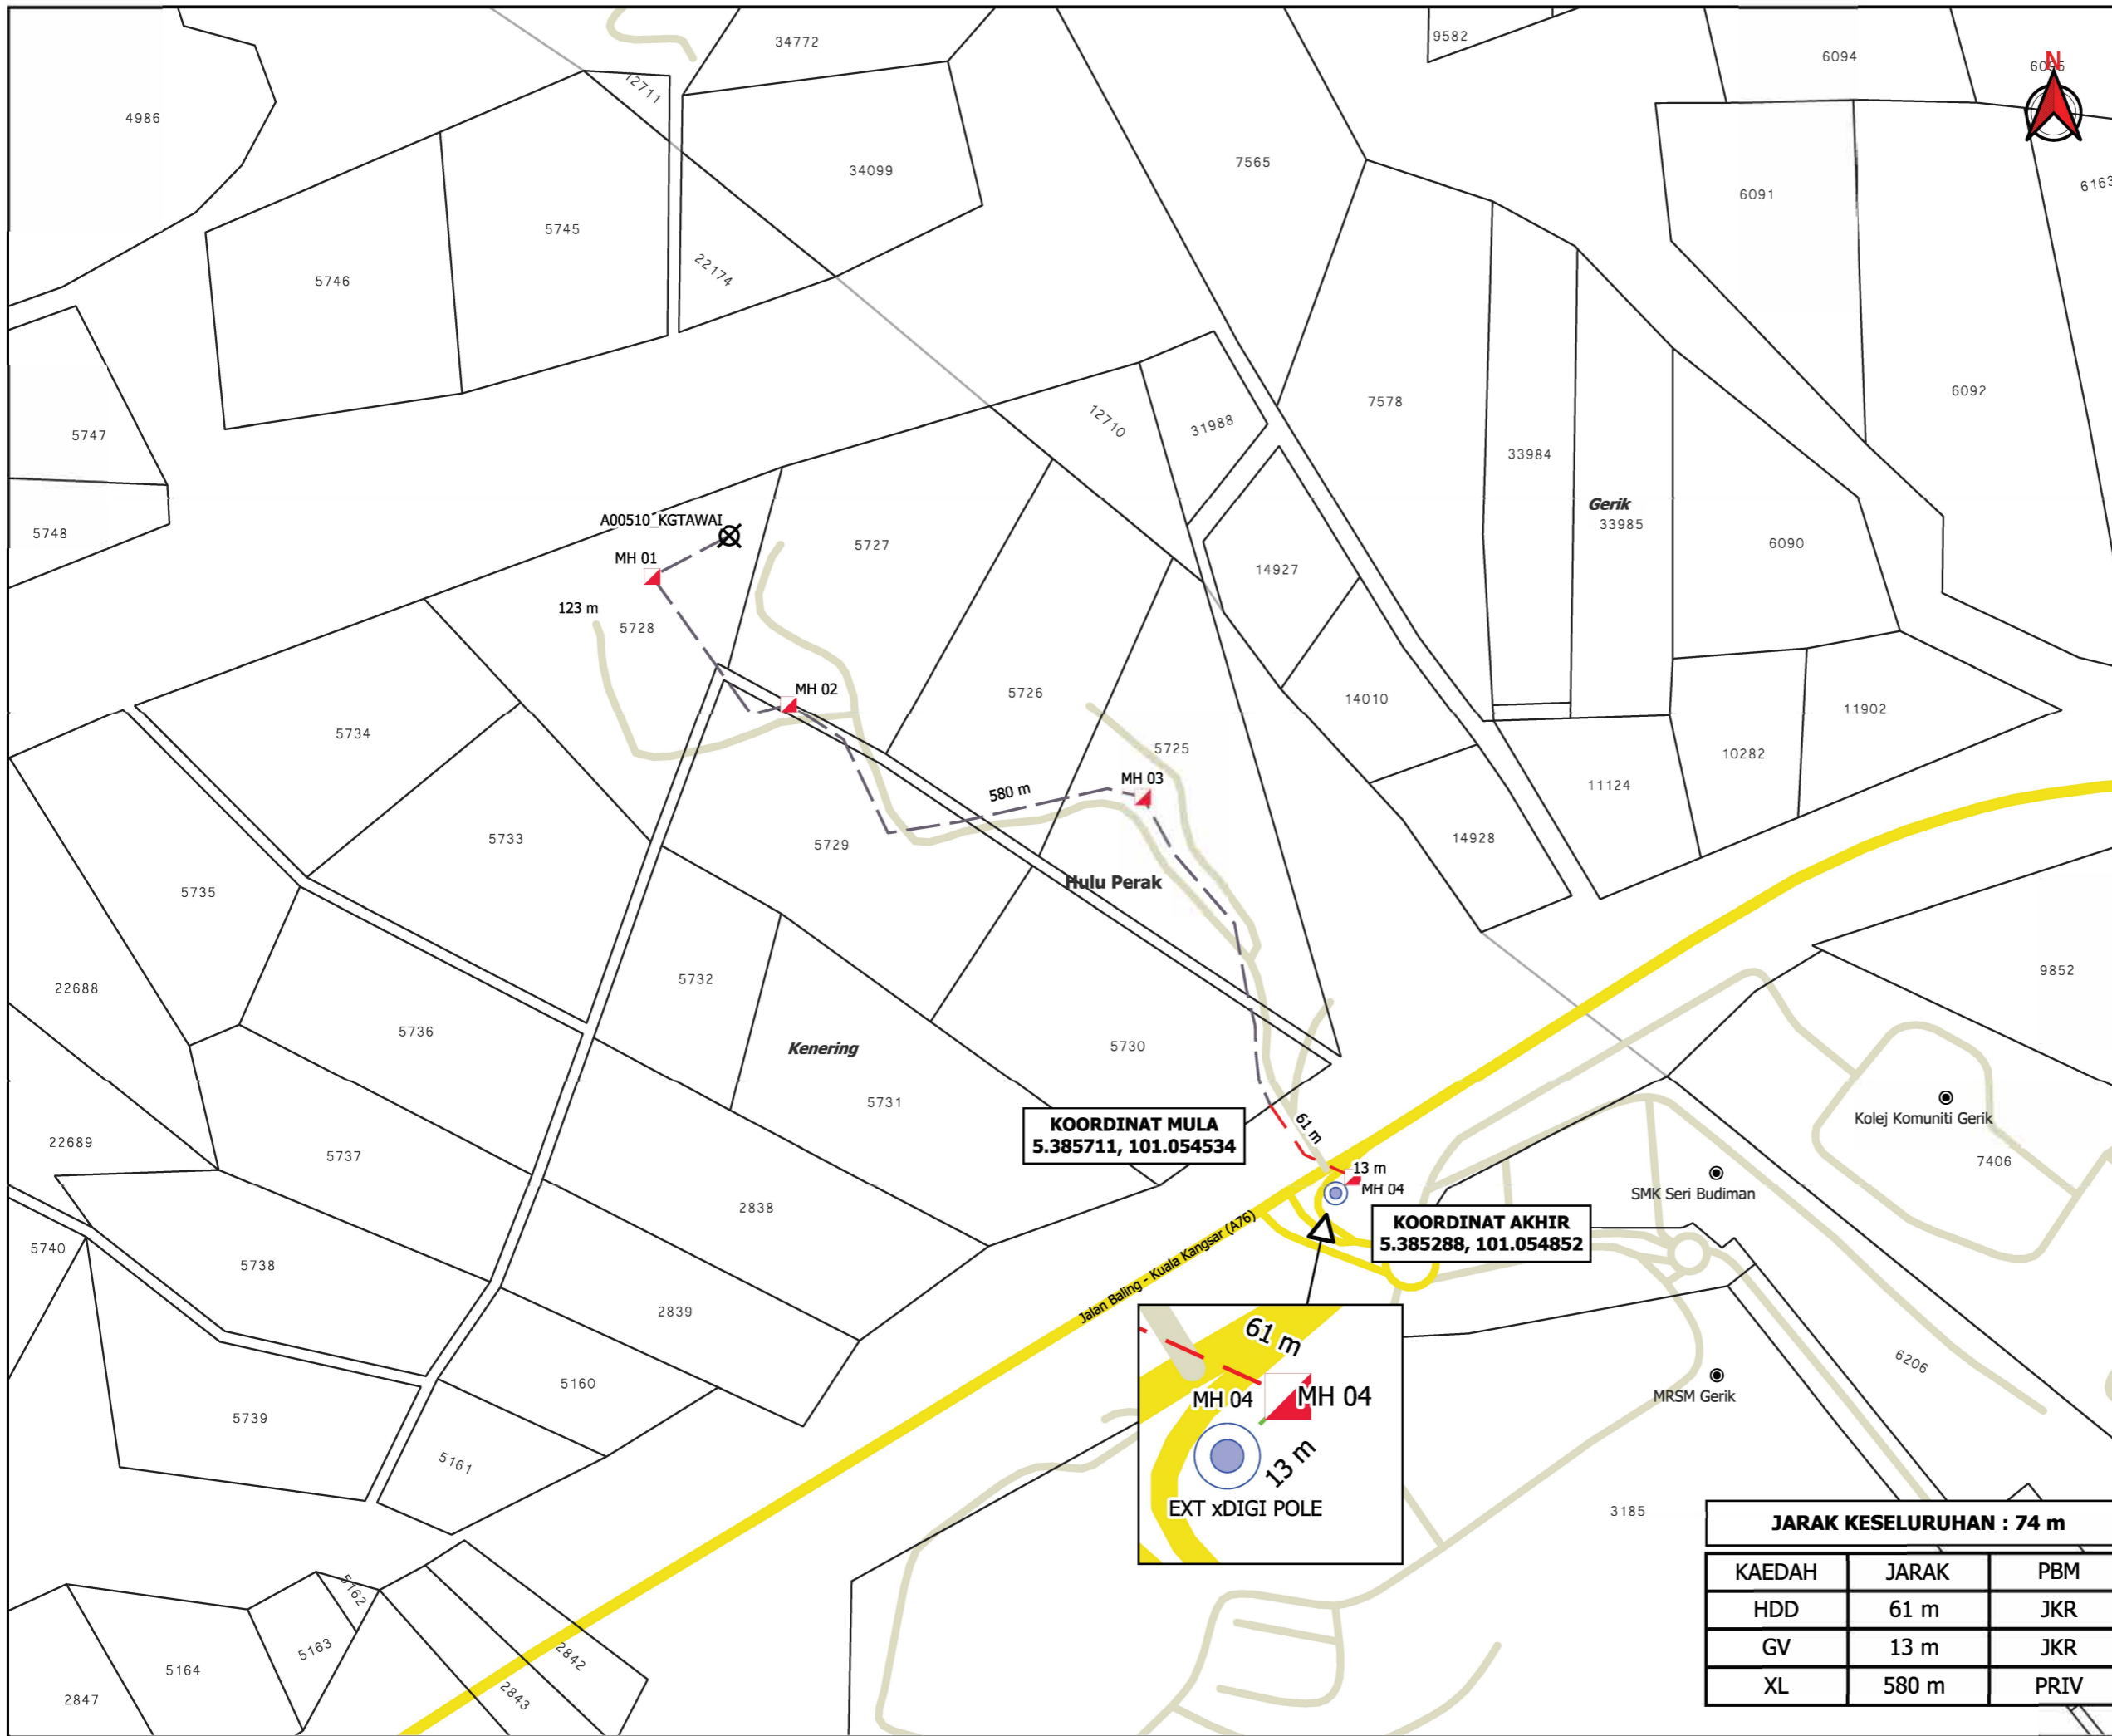 34772
9582
6094
N
12711
4986
34099
7565
6091
5745
22174
5746
6092
7578
12710
31988
5747
33984
Gerik
33985
5748
A00510_KGTAWAI
5727
6090
MH 01
14927
123 m
5728
MH 02
5726
14010
11902
5734
5725
10282
MH 03
11124
580 m
5733
5729
14928
Hulu Perak
5735
9852
5732
22688
5736
Kenering
5730
Kolej Komuniti Gerik
5731
KOORDINAT MULA
5.385711, 101.054534
61 m
22689
5737
7406
13 m
MH 04
SMK Seri Budiman
2838
KOORDINAT AKHIR
5.385288, 101.054852
5740
5738
Jalan Baling - Kuala Kangsar (A76)
2839
61 m
6206
5160
MH 04
MH 04
MRSM Gerik
5739
5161
13 m
EXT xDIGI POLE
3185
JARAK KESELURUHAN : 74 m
KAEDAH JARAK PBM
HDD 61 m JKR
GV 13 m JKR
XL 580 m PRIV
5162
5163
5164
2842
2843
2847